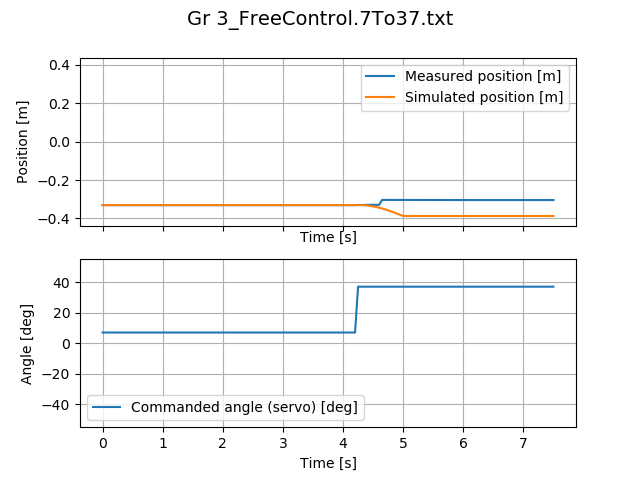 Gr 3_FreeControl.7To37.txt
0.4
0.2
0.0
−0.2
−0.4
Position [m]
Measured position [m]
Simulated position [m]
Time [s]
40
20
0
−20
−40
Angle [deg]
Commanded angle (servo) [deg]
0 1 2 3 4 5 6 7
Time [s]